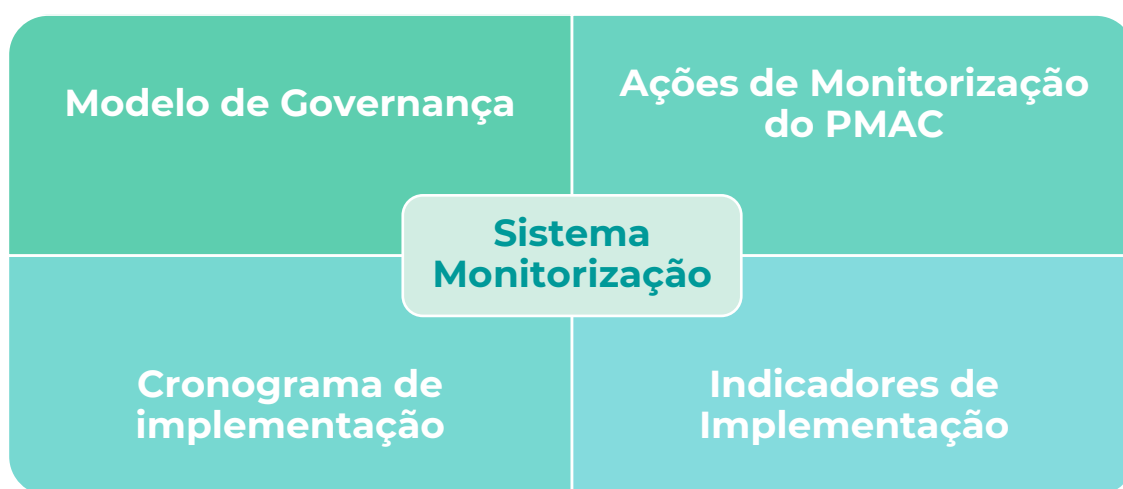 Modelo de Governança
Ações de Monitorização
do PMAC
Sistema
Monitorização
Cronograma de
implementação
Indicadores de
Implementação